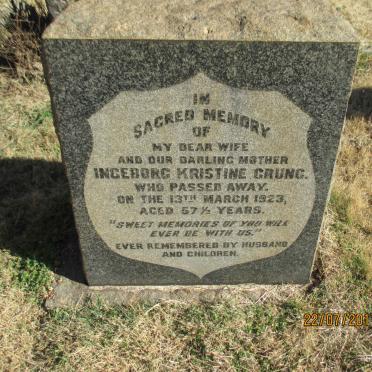 IN
SACRED MEMORY
OF
MY DEAR WIFE
AND OUR DARLING MOTHER
INGEBORG KRISTINE GRUNG.
WHO PASSED AWAY.
ON THE 13TH MARCH 1923,
AGED 57½ YEARS.
"SWEET MEMORIES OF YOU WILL
EVER BE WITH US."
EVER REMEMBERED BY HUSBAND
AND CHILDREN.
22/07/201